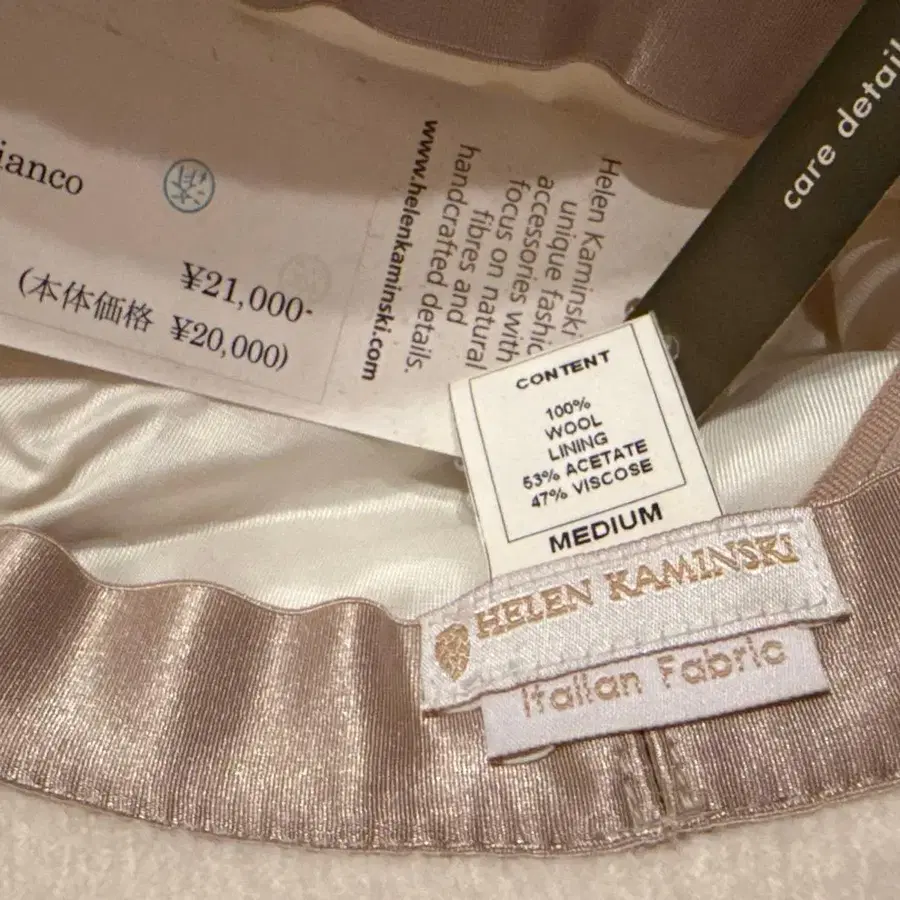 ianco
¥21,000-
(本体価格 ¥20,000)
Helen Kaminski
unique fashic
accessories with
focus on natural
fibres and
handcrafted details.
www.helenkaminski.com
care detail
CONTENT
100%
WOOL
LINING
53% ACETATE
47% VISCOSE
MEDIUM
HELEN KAMINSKI
Italian Fabric